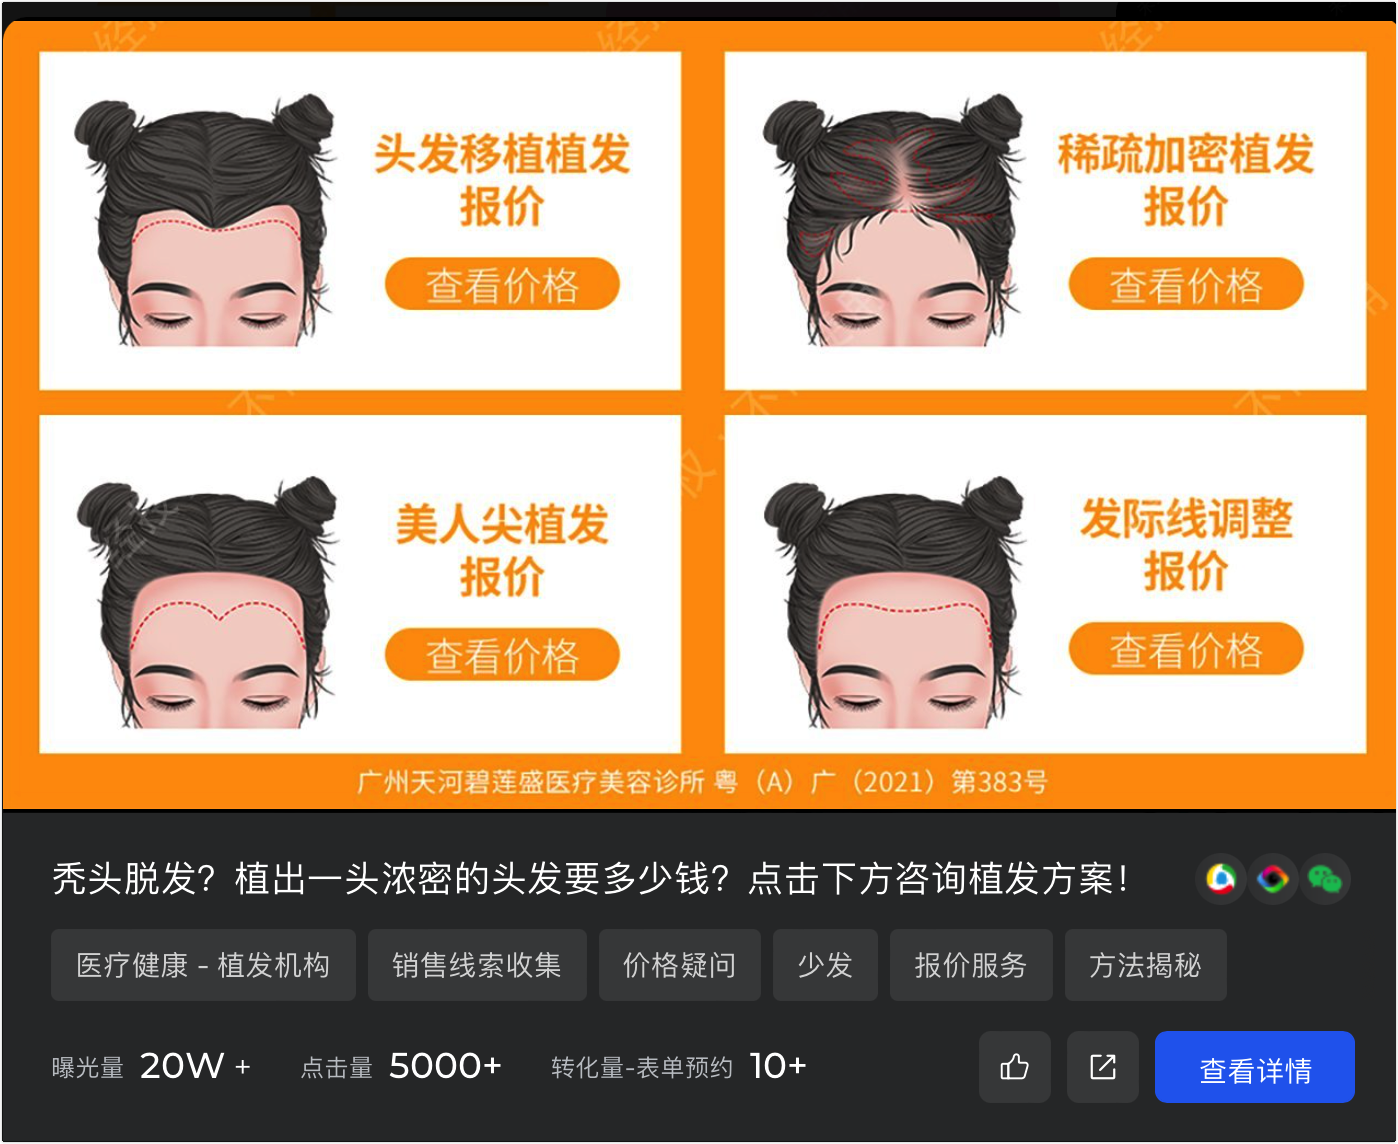 头发移植植发
报价
查看价格
稀疏加密植发
报价
查看价格
美人尖植发
报价
查看价格
发际线调整
报价
查看价格
广州天河碧莲盛医疗美容诊所 粤（A）广（2021）第383号
秃头脱发？植出一头浓密的头发要多少钱？点击下方咨询植发方案！
医疗健康 - 植发机构
销售线索收集
价格疑问
少发
报价服务
方法揭秘
曝光量 20W +
点击量 5000+
转化量-表单预约 10+
查看详情